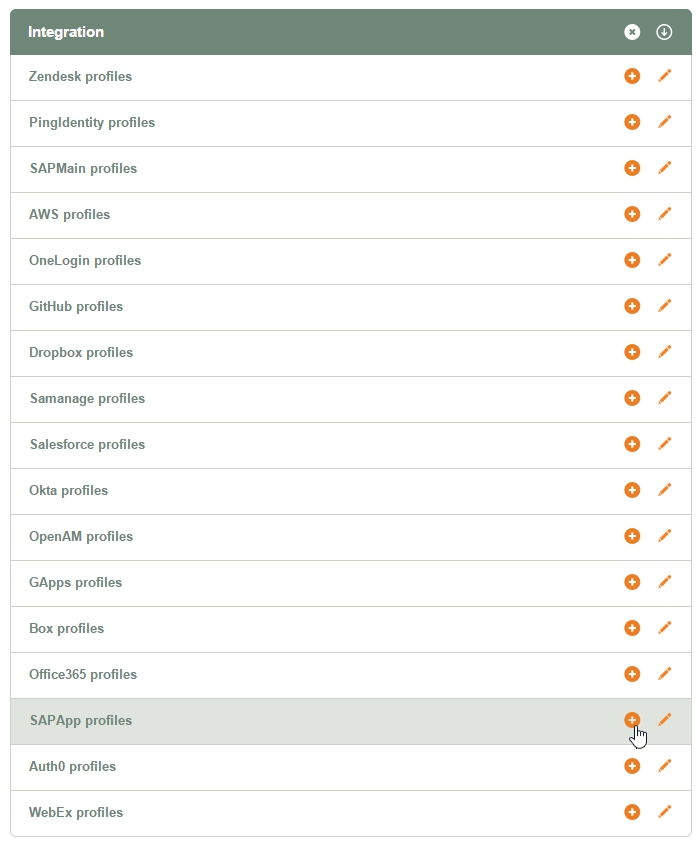 Integration
Zendesk profiles
PingIdentity profiles
SAPMain profiles
AWS profiles
OneLogin profiles
GitHub profiles
Dropbox profiles
Samanage profiles
Salesforce profiles
Okta profiles
OpenAM profiles
GApps profiles
Box profiles
Office365 profiles
SAPApp profiles
Auth0 profiles
WebEx profiles